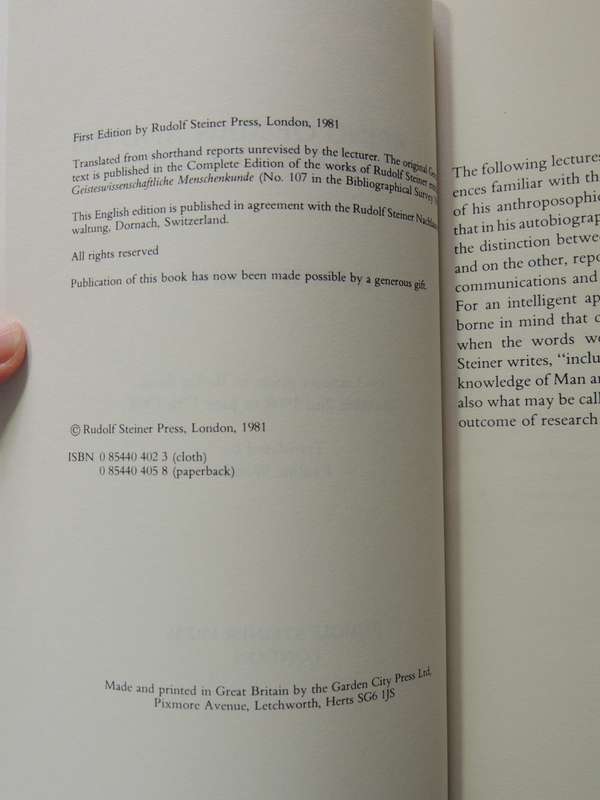 First Edition by Rudolf Steiner Press, London, 1981
Translated from shorthand reports unrevised by the lecturer. The original
text is published in the Complete Edition of the works of Rudolf Steiner
Geisteswissenschaftliche Menschenkunde (No. 107 in the Bibliographical Survey
This English edition is published in agreement with the Rudolf Steiner
waltung, Dornach, Switzerland.
All rights reserved
Publication of this book has now been made possible by a generous gift.
© Rudolf Steiner Press, London, 1981
ISBN 0 85440 402 3 (cloth)
0 85440 405 8 (paperback)
Made and printed in Great Britain by the Garden City Press Ltd,
Pixmore Avenue, Letchworth, Herts SG6 1JS
The following lectures
ences familiar with the
of his anthroposophic
that in his autobiograp
the distinction betwee
and on the other, repo
communications and
For an intelligent ap
borne in mind that
when the words we
Steiner writes, "inclu
knowledge of Man an
also what may be call
outcome of research